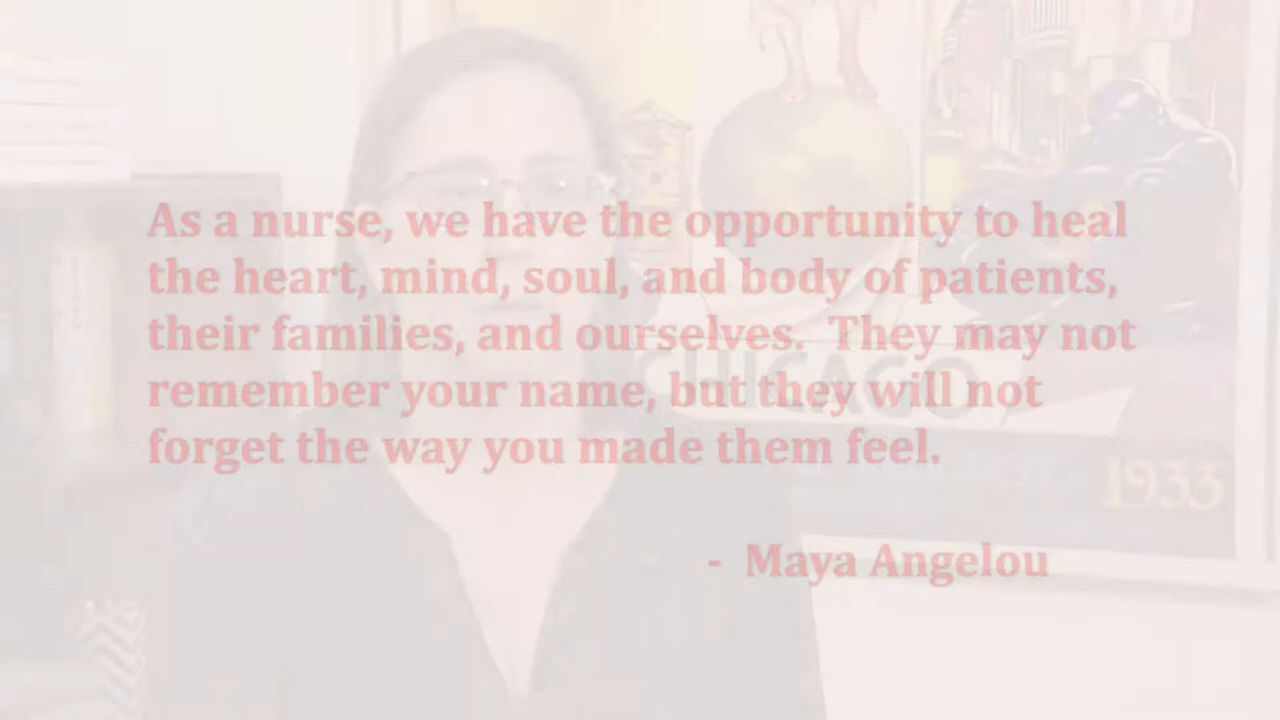 As a nurse, we have the opportunity to heal
the heart, mind, soul, and body of patients,
their families, and ourselves.  They may not
remember your name, but they will not
forget the way you made them feel.
CHICAGO
1933
-  Maya Angelou